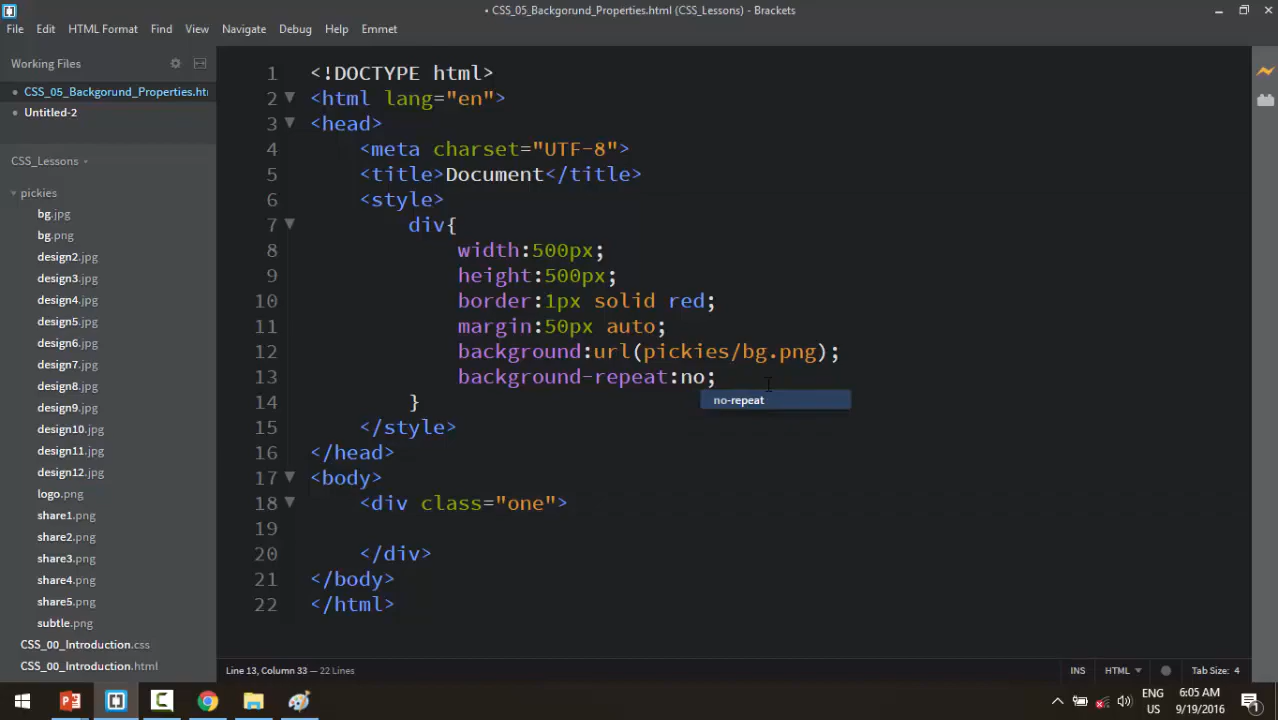 • CSS_05_Backgorund_Properties.html (CSS_Lessons) - Brackets
File Edit HTML Format Find View Navigate Debug Help Emmet
Working Files
• CSS_05_Backgorund_Properties.ht
Untitled-2
CSS_Lessons
pickies
bg.jpg
bg.png
design2.jpg
design3.jpg
design4.jpg
design5.jpg
design6.jpg
design7.jpg
design8.jpg
design9.jpg
design10.jpg
design11.jpg
design12.jpg
logo.png
share1.png
share2.png
share3.png
share4.png
share5.png
subtle.png
CSS_00_Introduction.css
CSS_00_Introduction.html
1 <!DOCTYPE html>
2 <html lang="en">
3 <head>
4 <meta charset="UTF-8">
5 <title>Document</title>
6 <style>
7 div{
8 width:500px;
9 height:500px;
10 border:1px solid red;
11 margin:50px auto;
12 background:url(pickies/bg.png);
13 background-repeat:no;
no-repeat
14 }
15 </style>
16 </head>
17 <body>
18 <div class="one">
19
20 </div>
21 </body>
22 </html>
Line 13, Column 33 — 22 Lines
INS HTML Tab Size: 4
ENG
US
6:05 AM
9/19/2016
1